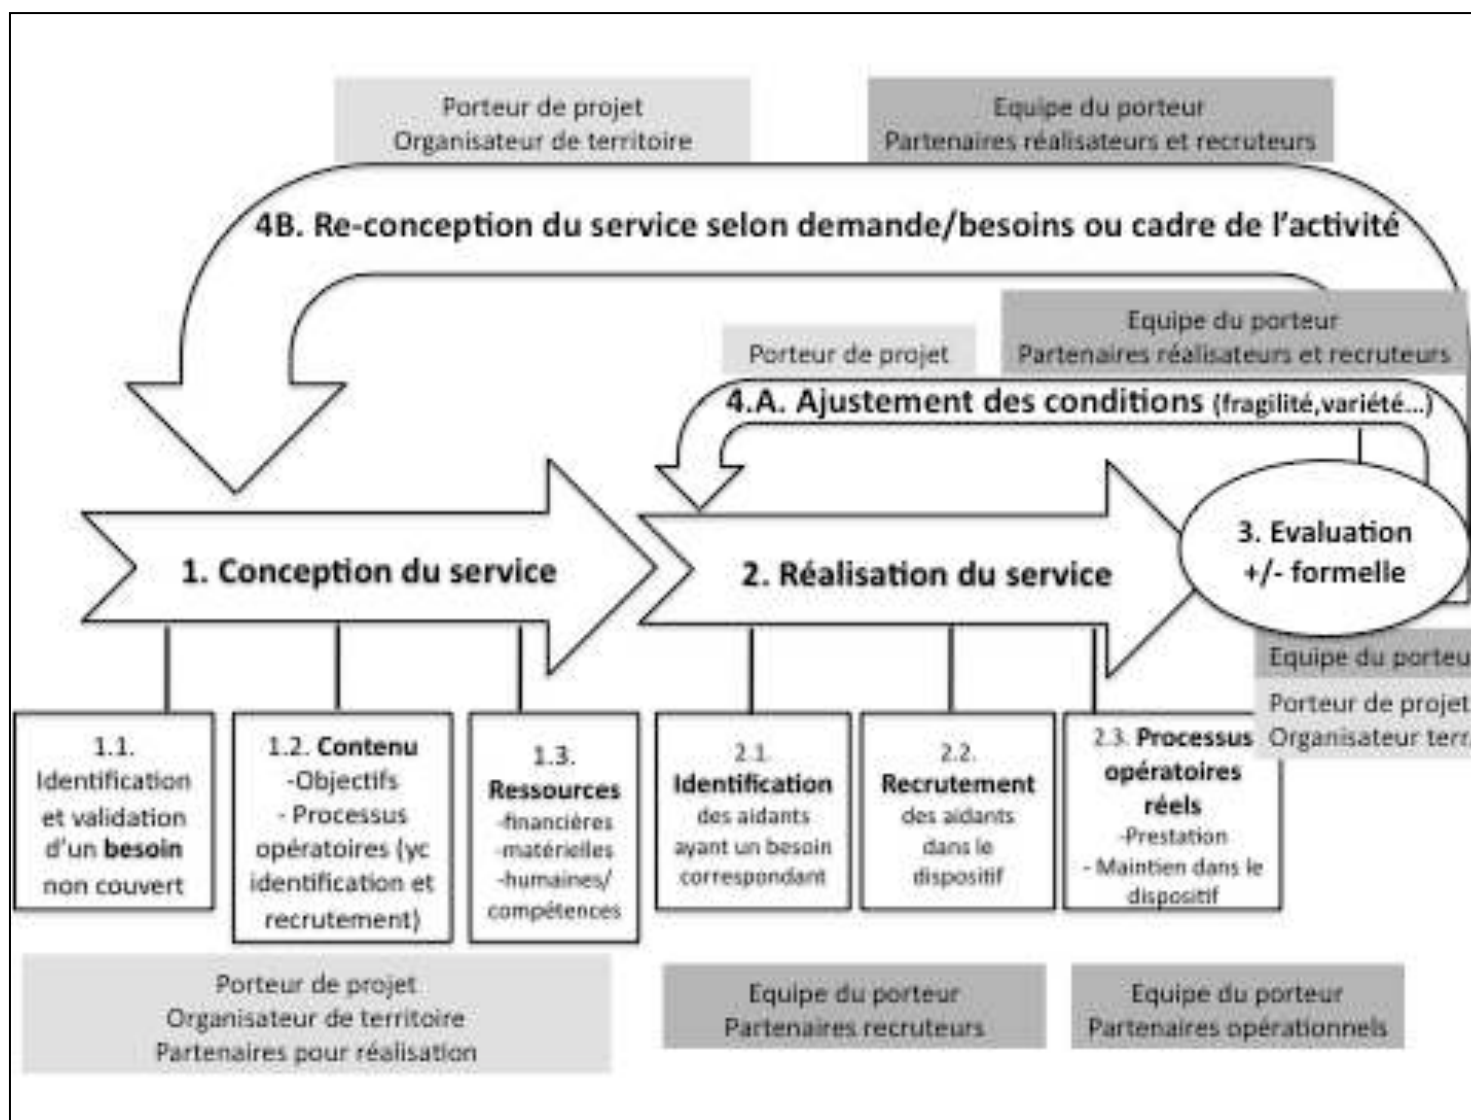 Porteur de projet
Organisateur de territoire
Equipe du porteur
Partenaires réalisateurs et recruteurs
4B. Re-conception du service selon demande/besoins ou cadre de l'activité
Equipe du porteur
Partenaires réalisateurs et recruteurs
Porteur de projet
4.A. Ajustement des conditions (fragilité,variété...)
1. Conception du service
2. Réalisation du service
3. Evaluation
+/- formelle
1.1.
Identification
et validation
d'un besoin
non couvert
1.2. Contenu
-Objectifs
- Processus
opératoires (yc
identification et
recrutement)
1.3.
Ressources
-financières
-matérielles
-humaines/
compétences
2.1.
Identification
des aidants
ayant un besoin
correspondant
2.2.
Recrutement
des aidants
dans le
dispositif
2.3. Processus
opératoires
réels
-Prestation
- Maintien dans le
dispositif
Equipe du porteu
Porteur de projet
Organisateur terr.
Porteur de projet
Organisateur de territoire
Partenaires pour réalisation
Equipe du porteur
Partenaires recruteurs
Equipe du porteur
Partenaires opérationnels